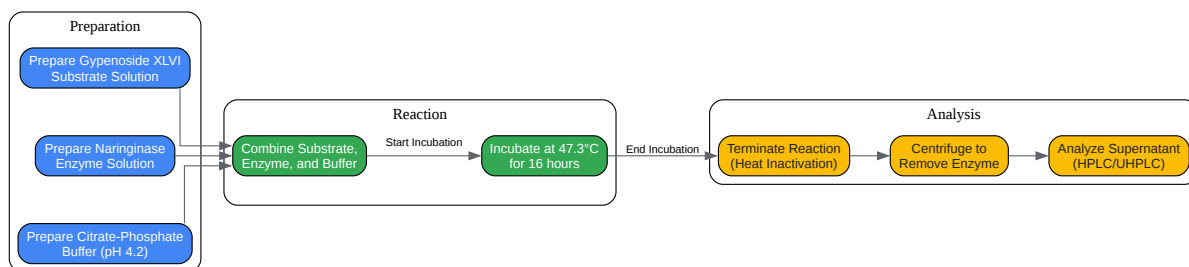 Preparation
Prepare Gypenoside XLVI
Substrate Solution
Prepare Naringinase
Enzyme Solution
Prepare Citrate-Phosphate
Buffer (pH 4.2)
Reaction
Combine Substrate,
Enzyme, and Buffer
Start Incubation
Incubate at 47.3°C
for 16 hours
End Incubation
Analysis
Terminate Reaction
(Heat Inactivation)
Centrifuge to
Remove Enzyme
Analyze Supernatant
(HPLC/UHPLC)